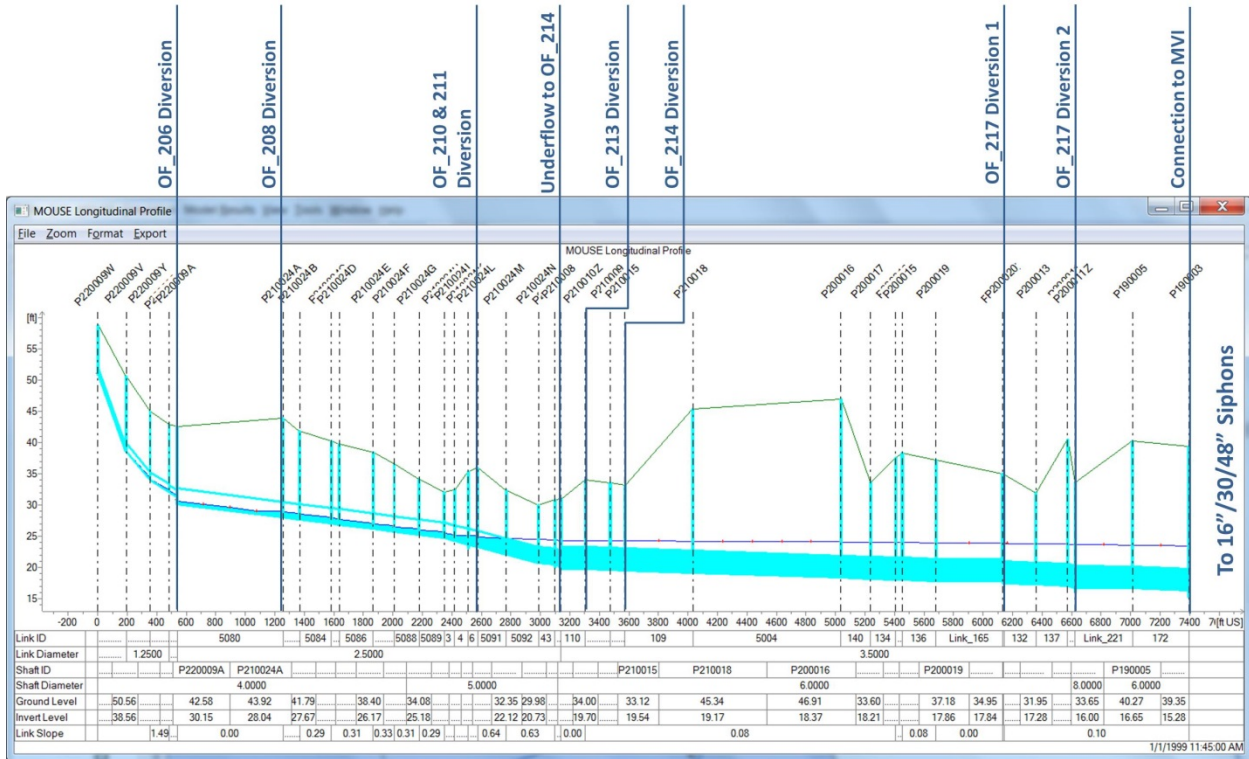 OF_206 Diversion
OF_208 Diversion
OF_210 & 211
Diversion
Underflow to OF_214
OF_213 Diversion
OF_214 Diversion
OF_217 Diversion 1
OF_217 Diversion 2
Connection to MVI
MOUSE Longitudinal Profile
File Zoom Format Export
MOUSE Longitudinal Profile
P220009W
P220009V
P220009Y
P220009A
P210024A
P210024B
P210024D
P210024E
P210024F
P210024G
P210024L
P210024M
P210024N
P210008
P210010Z
P210009
P210015
P210018
P200016
P200017
P200015
P200019
P200013
P200011Z
P190005
P190003
[ft]
55
50
45
40
35
30
25
20
15
To 16”/30/48” Siphons
-200 0 200 400 600 800 1000 1200 1400 1600 1800 2000 2200 2400 2600 2800 3000 3200 3400 3600 3800 4000 4200 4400 4600 4800 5000 5200 5400 5600 5800 6000 6200 6400 6600 6800 7000 7200 7400 [ft US]
Link ID 5080 5084 5086 5088 5089 3 4 6 5091 5092 43 110 109 5004 140 134 136 Link_165 132 137 Link_221 172
Link Diameter 1.2500 2.5000 3.5000
Shaft ID P220009A P210024A P210015 P210018 P200016 P200019 P190005
Shaft Diameter 4.0000 5.0000 6.0000 8.0000 6.0000
Ground Level 50.56 42.58 43.92 41.79 38.40 34.08 32.35 29.98 34.00 33.12 45.34 46.91 33.60 37.18 34.95 31.95 33.65 40.27 39.35
Invert Level 38.56 30.15 28.04 27.67 26.17 25.18 22.12 20.73 19.70 19.54 19.17 18.37 18.21 17.86 17.84 17.28 16.00 16.65 15.28
Link Slope 1.49 0.00 0.29 0.31 0.33 0.31 0.29 0.64 0.63 0.00 0.08 0.08 0.00 0.10
1/1/1999 11:45:00 AM